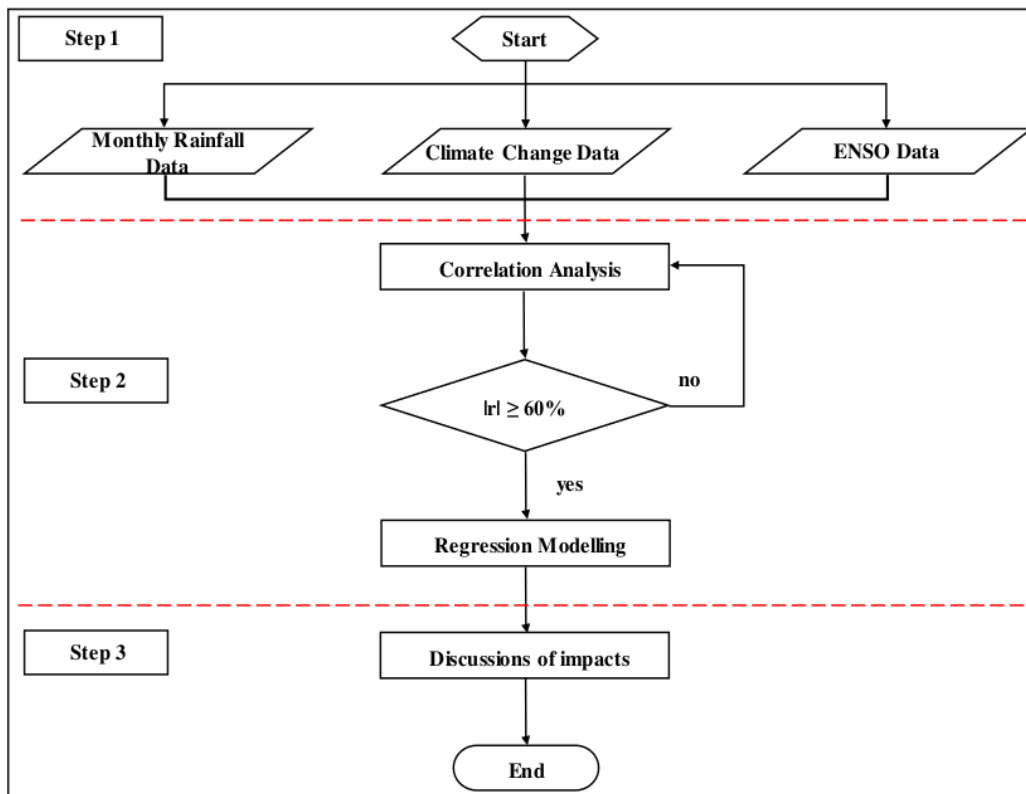 Step 1
Start
Monthly Rainfall
Data
Climate Change Data
ENSO Data
Correlation Analysis
Step 2
|r| ≥ 60%
no
yes
Regression Modelling
Step 3
Discussions of impacts
End